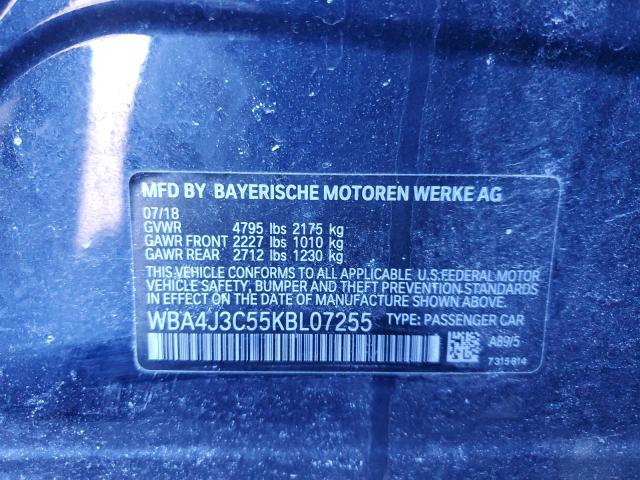 MFD BY BAYERISCHE MOTOREN WERKE AG
07/18
GVWR 4795 lbs 2175 kg
GAWR FRONT 2227 lbs 1010 kg
GAWR REAR 2712 lbs 1230 kg
THIS VEHICLE CONFORMS TO ALL APPLICABLE U.S. FEDERAL MOTOR
VEHICLE SAFETY, BUMPER AND THEFT PREVENTION STANDARDS IN
EFFECT ON THE DATE OF MANUFACTURE SHOWN ABOVE.
WBA4J3C55KBL07255 TYPE: PASSENGER CAR
A89/5
7315814